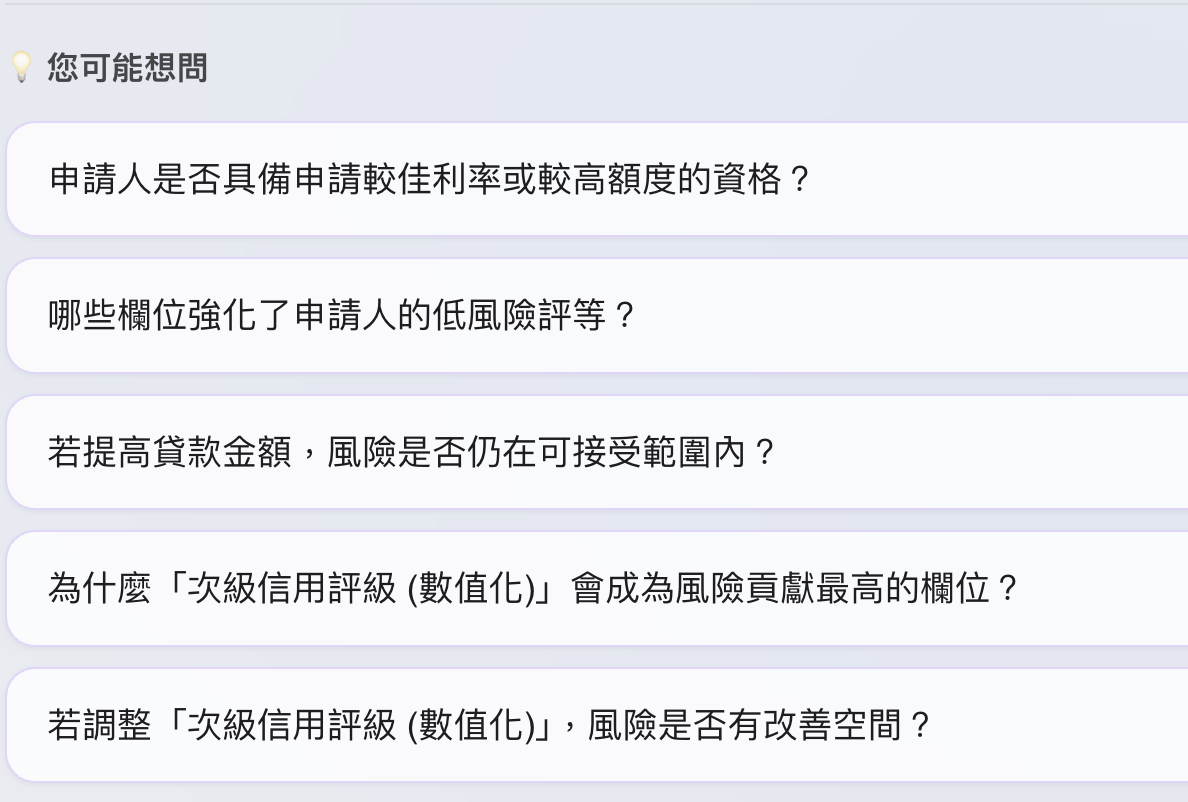 💡 您可能想問
申請人是否具備申請較佳利率或較高額度的資格？
哪些欄位強化了申請人的低風險評等？
若提高貸款金額，風險是否仍在可接受範圍內？
為什麼「次級信用評級 (數值化)」會成為風險貢獻最高的欄位？
若調整「次級信用評級 (數值化)」，風險是否有改善空間？